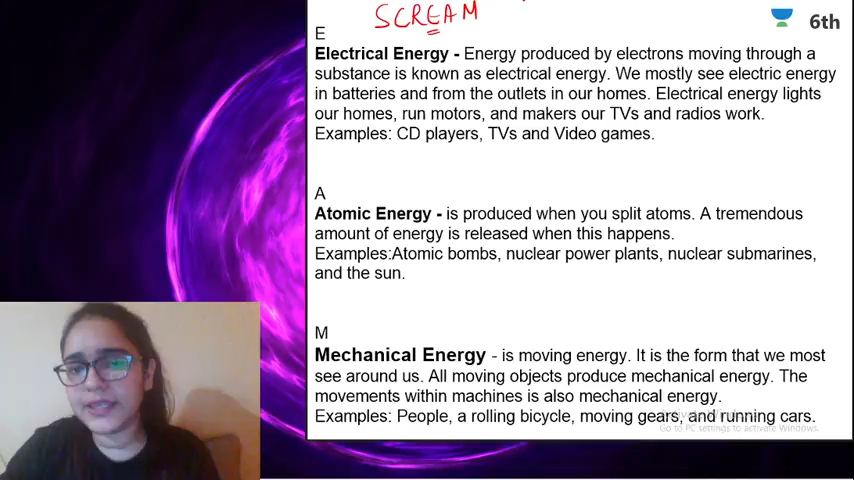 SCREAM
6th
E
Electrical Energy - Energy produced by electrons moving through a
substance is known as electrical energy. We mostly see electric energy
in batteries and from the outlets in our homes. Electrical energy lights
our homes, run motors, and makers our TVs and radios work.
Examples: CD players, TVs and Video games.
A
Atomic Energy - is produced when you split atoms. A tremendous
amount of energy is released when this happens.
Examples:Atomic bombs, nuclear power plants, nuclear submarines,
and the sun.
M
Mechanical Energy - is moving energy. It is the form that we most
see around us. All moving objects produce mechanical energy. The
movements within machines is also mechanical energy.
Examples: People, a rolling bicycle, moving gears, and running cars.
Activate Windows
Go to PC settings to activate Windows.